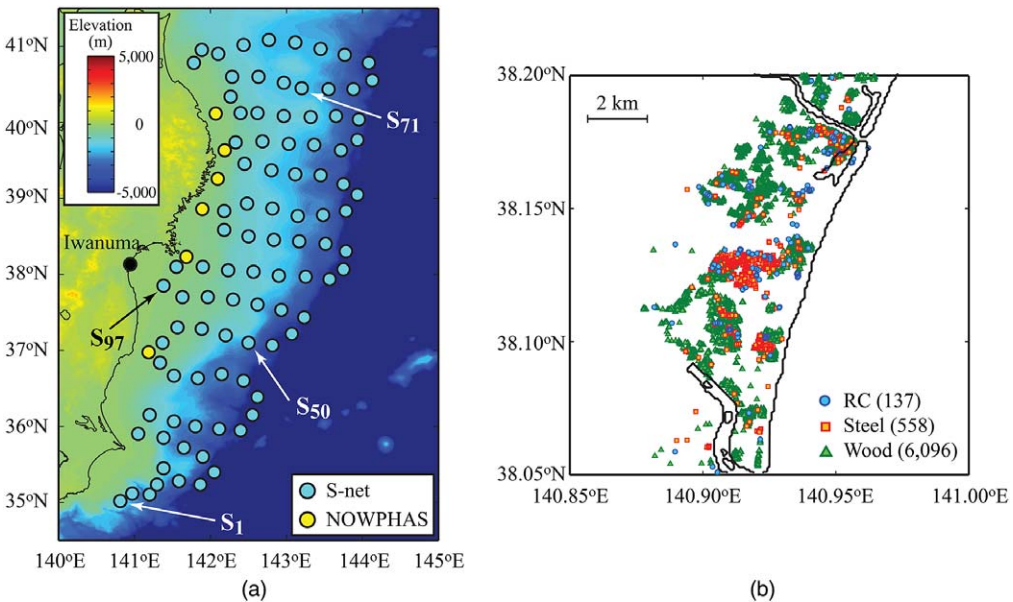 Elevation
(m)
5,000
0
-5,000
41°N
40°N
39°N
38°N
37°N
36°N
35°N
140°E
141°E
142°E
143°E
144°E
145°E
Iwanuma
S71
S97
S50
S1
S-net
NOWPHAS
(a)
38.20°N
38.15°N
38.10°N
38.05°N
140.85°E
140.90°E
140.95°E
141.00°E
2 km
RC (137)
Steel (558)
Wood (6,096)
(b)